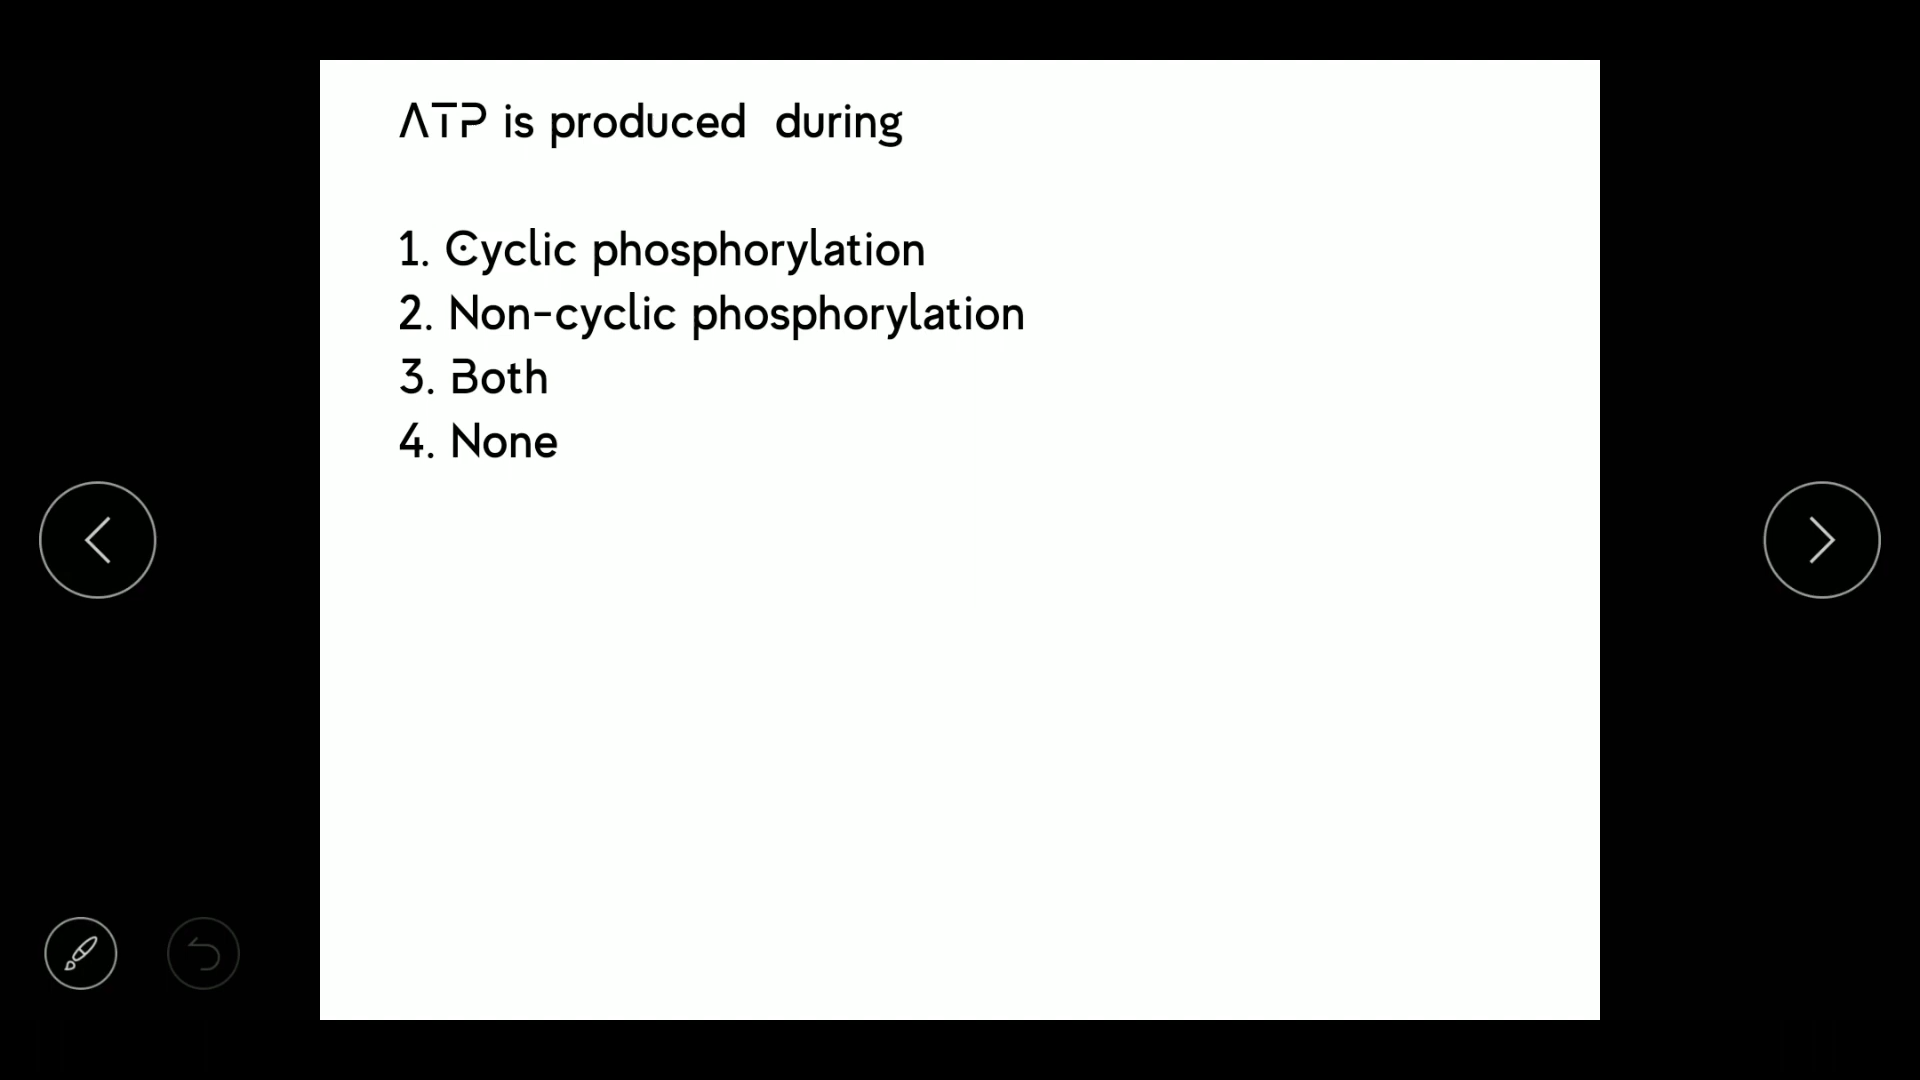 ATP is produced  during
1. Cyclic phosphorylation
2. Non-cyclic phosphorylation
3. Both
4. None